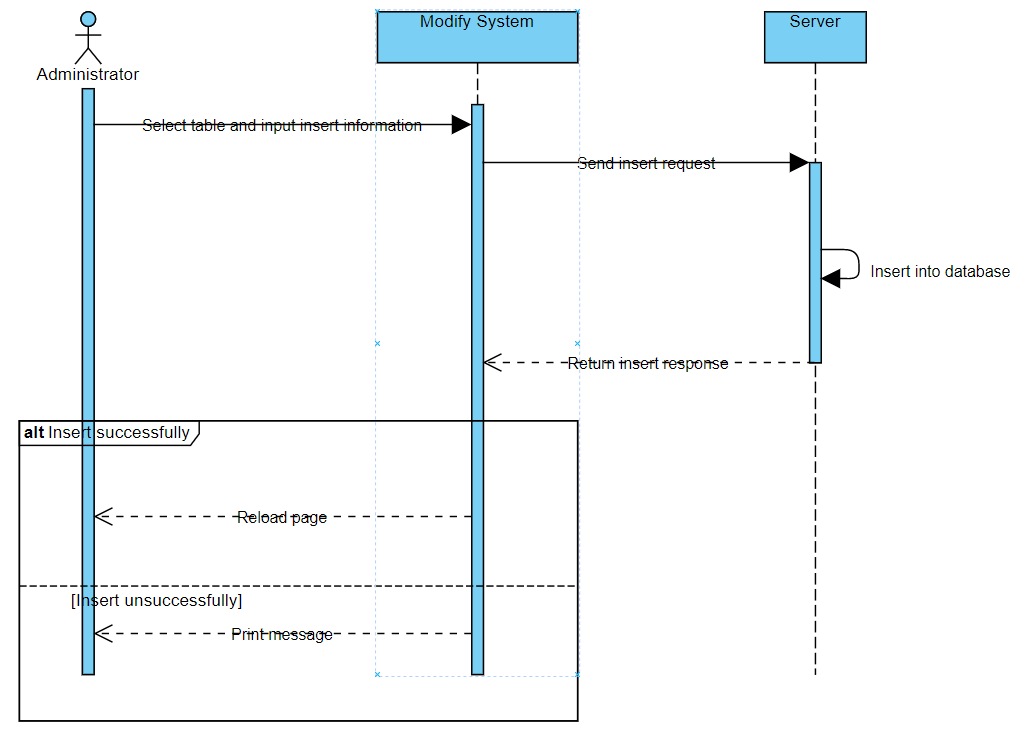 Modify System
Server
Administrator
Select table and input insert information
Send insert request
Insert into database
Return insert response
alt Insert successfully
Reload page
[Insert unsuccessfully]
Print message